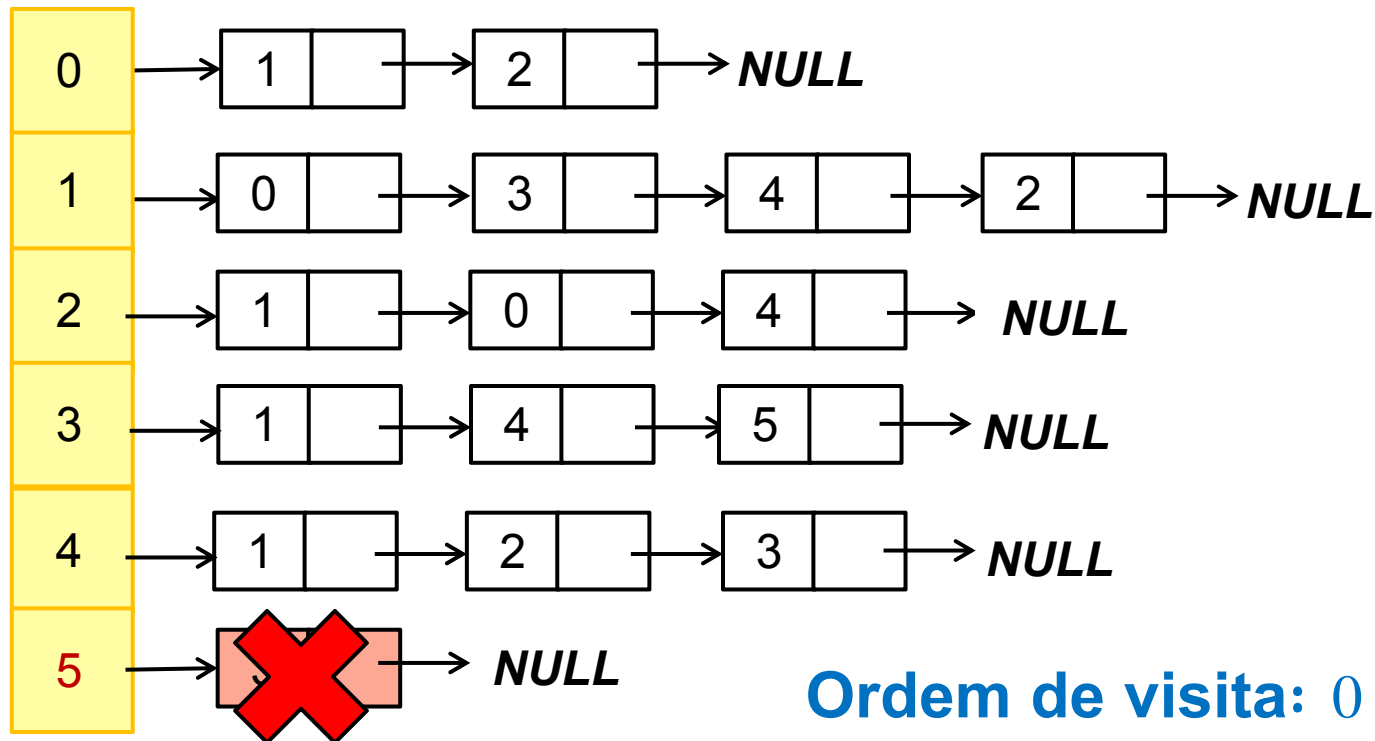 0 1 2 NULL
1 0 3 4 2 NULL
2 1 0 4 NULL
3 1 4 5 NULL
4 1 2 3 NULL
5 NULL
Ordem de visita: 0